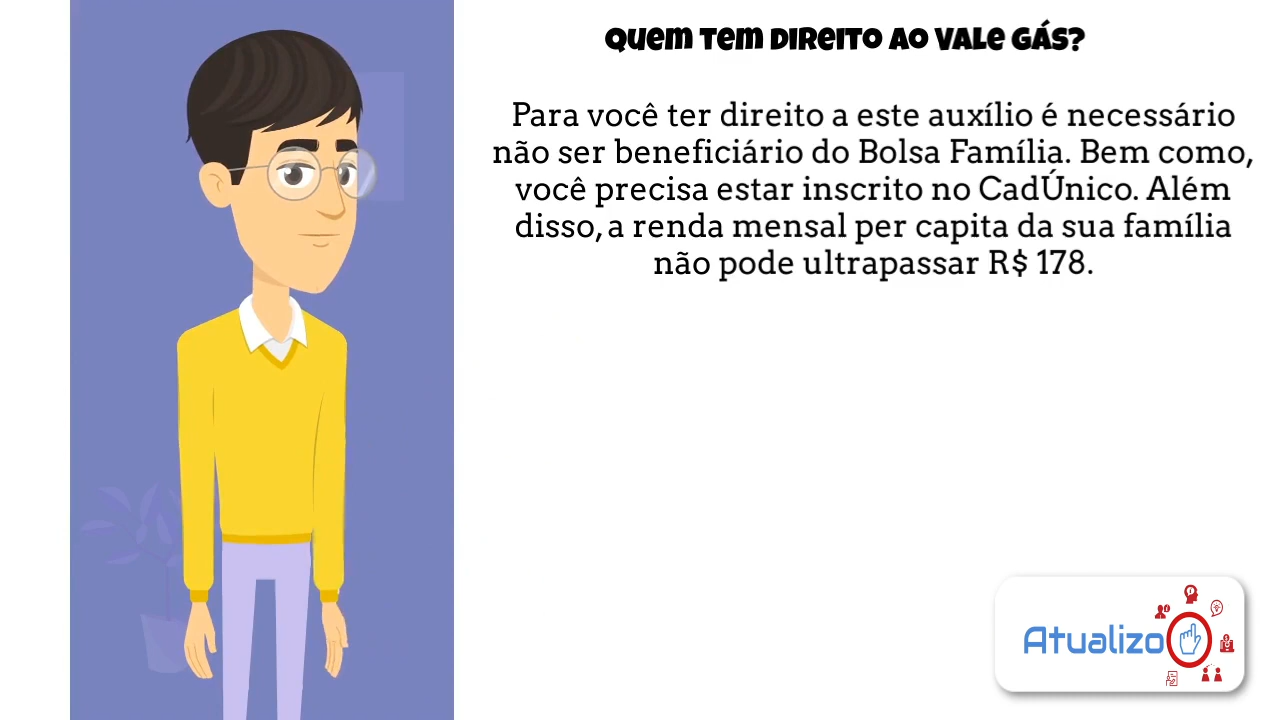 Quem tem direito ao vale gás?
Para você ter direito a este auxílio é necessário
não ser beneficiário do Bolsa Família. Bem como,
você precisa estar inscrito no CadÚnico. Além
disso, a renda mensal per capita da sua família
não pode ultrapassar R$ 178.
Atualizo